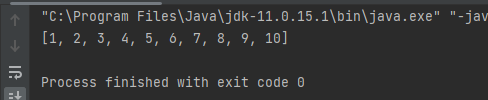 "C:\Program Files\Java\jdk-11.0.15.1\bin\java.exe" "-jav
[1, 2, 3, 4, 5, 6, 7, 8, 9, 10]
Process finished with exit code 0